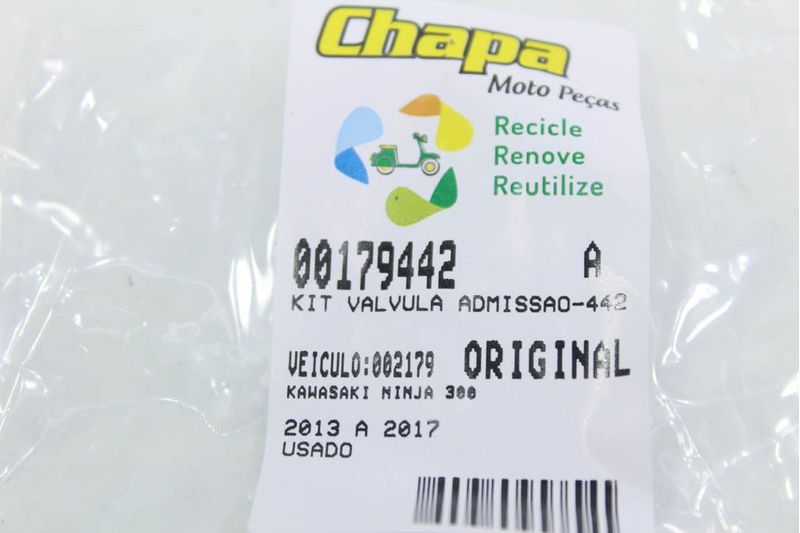 Chapa
Moto Peças
Recicle
Renove
Reutilize
00179442 A
KIT VALVULA ADMISSAO-442
VEICULO:002179 ORIGINAL
KAWASAKI NINJA 300
2013 A 2017
USADO